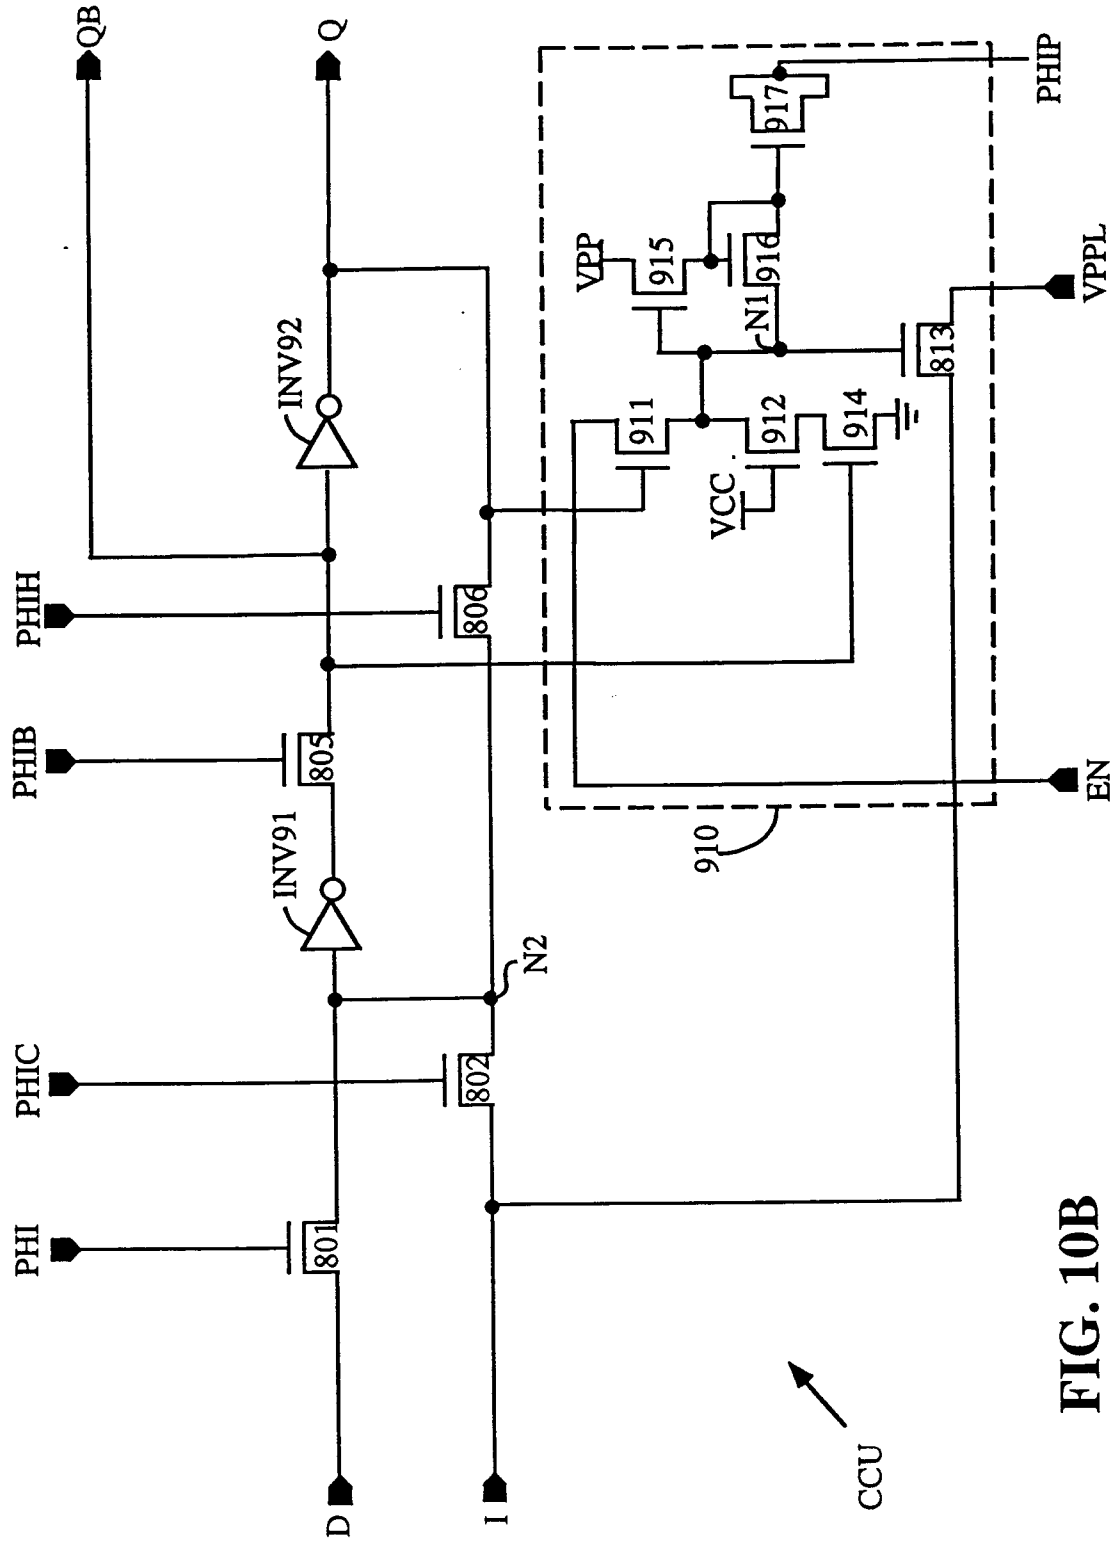 QB
Q
PHIH
PHIB
PHIC
PHI
INV92
INV91
806
805
802
801
N2
D
I
VPP
915
916
917
N1
911
912
914
VCC
813
910
PHIP
VPPL
EN
CCU
FIG. 10B